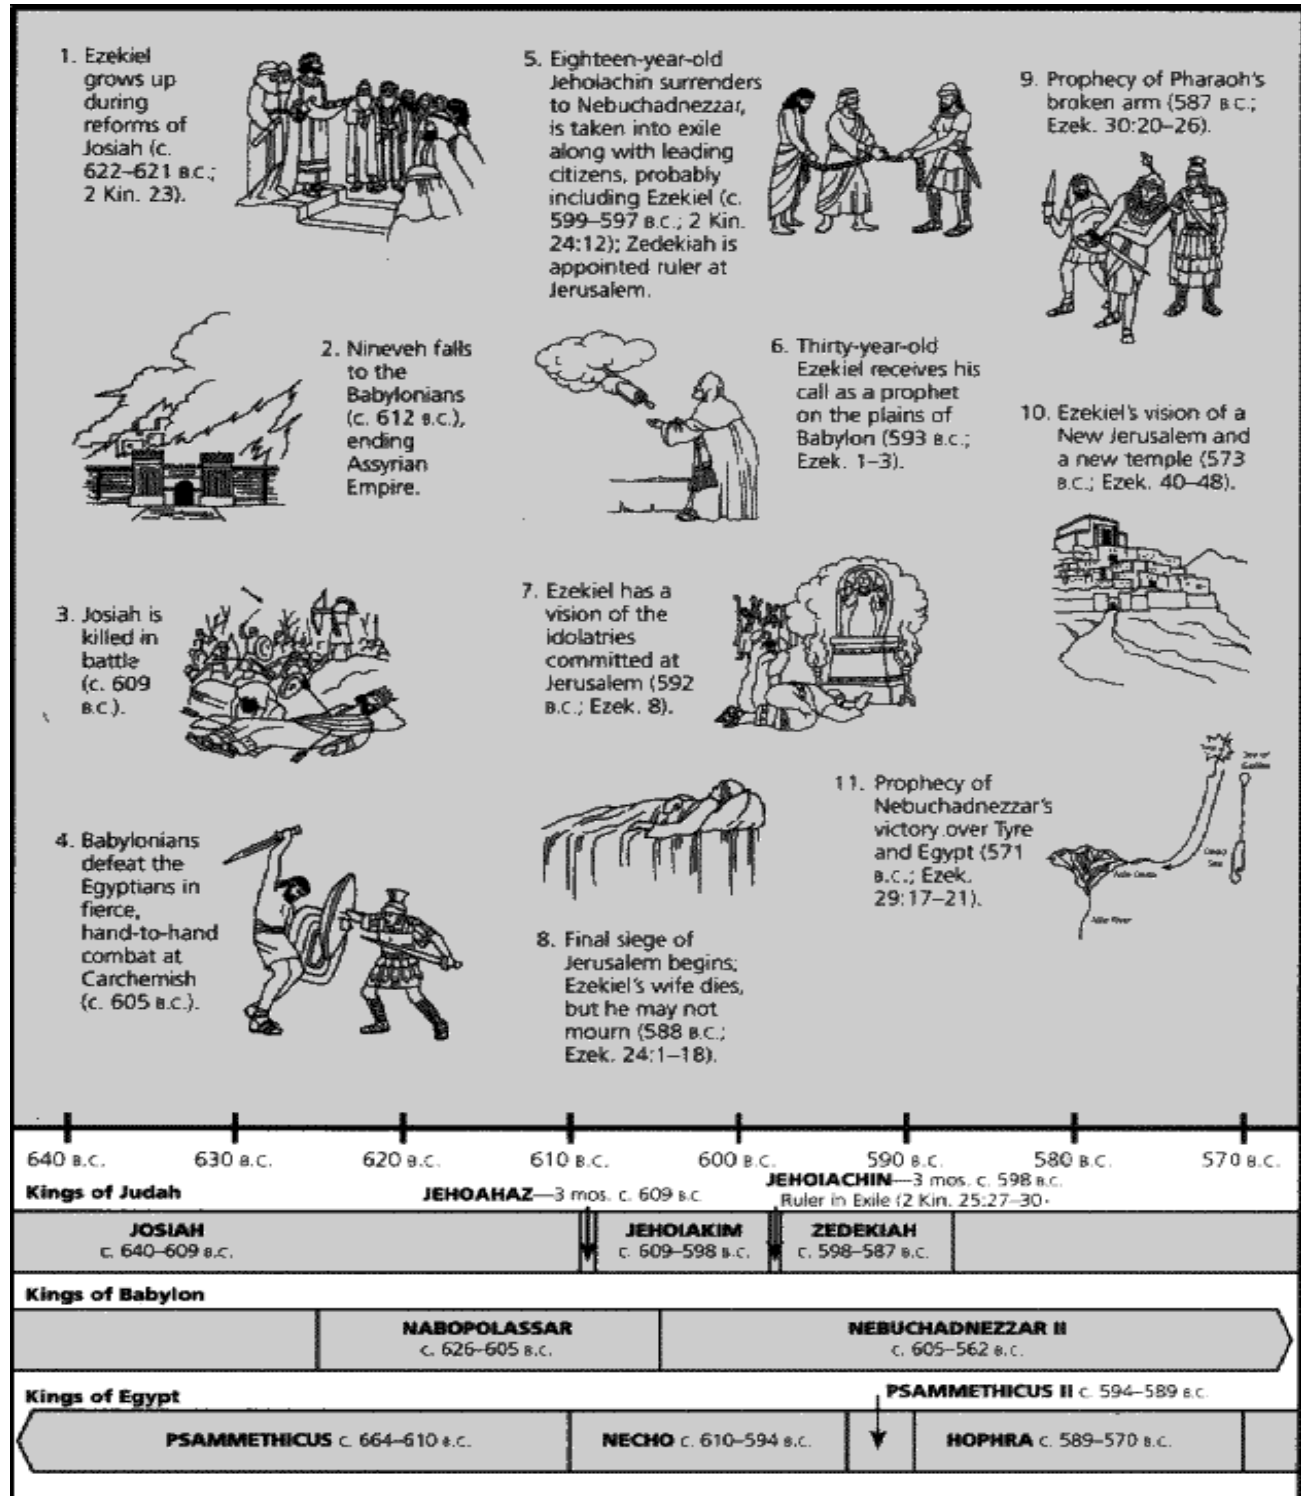 1. Ezekiel
grows up
during
reforms of
Josiah (c.
622–621 B.C.;
2 Kin. 23).
2. Nineveh falls
to the
Babylonians
(c. 612 B.C.),
ending
Assyrian
Empire.
3. Josiah is
killed in
battle
(c. 609
B.C.).
4. Babylonians
defeat the
Egyptians in
fierce,
hand-to-hand
combat at
Carchemish
(c. 605 B.C.).
5. Eighteen-year-old
Jehoiachin surrenders
to Nebuchadnezzar,
is taken into exile
along with leading
citizens, probably
including Ezekiel (c.
599–597 B.C.; 2 Kin.
24:12); Zedekiah is
appointed ruler at
Jerusalem.
6. Thirty-year-old
Ezekiel receives his
call as a prophet
on the plains of
Babylon (593 B.C.;
Ezek. 1–3).
7. Ezekiel has a
vision of the
idolatries
committed at
Jerusalem (592
B.C.; Ezek. 8).
8. Final siege of
Jerusalem begins;
Ezekiel's wife dies,
but he may not
mourn (588 B.C.;
Ezek. 24:1–18).
9. Prophecy of Pharaoh's
broken arm (587 B.C.;
Ezek. 30:20–26).
10. Ezekiel's vision of a
New Jerusalem and
a new temple (573
B.C.; Ezek. 40–48).
11. Prophecy of
Nebuchadnezzar's
victory over Tyre
and Egypt (571
B.C.; Ezek.
29:17–21).
Sea of
Galilee
Dead
Sea
Nile Delta
Nile River
640 B.C. 630 B.C. 620 B.C. 610 B.C. 600 B.C. 590 B.C. 580 B.C. 570 B.C.
Kings of Judah
JEHOAHAZ—3 mos. c. 609 B.C.
JEHOIACHIN—3 mos. c. 598 B.C.
Ruler in Exile (2 Kin. 25:27–30
JOSIAH
c. 640–609 B.C.
JEHOIAKIM
c. 609–598 B.C.
ZEDEKIAH
c. 598–587 B.C.
Kings of Babylon
NABOPOLASSAR
c. 626–605 B.C.
NEBUCHADNEZZAR II
c. 605–562 B.C.
Kings of Egypt
PSAMMETHICUS II c. 594–589 B.C.
PSAMMETHICUS c. 664–610 B.C.
NECHO c. 610–594 B.C.
HOPHRA c. 589–570 B.C.